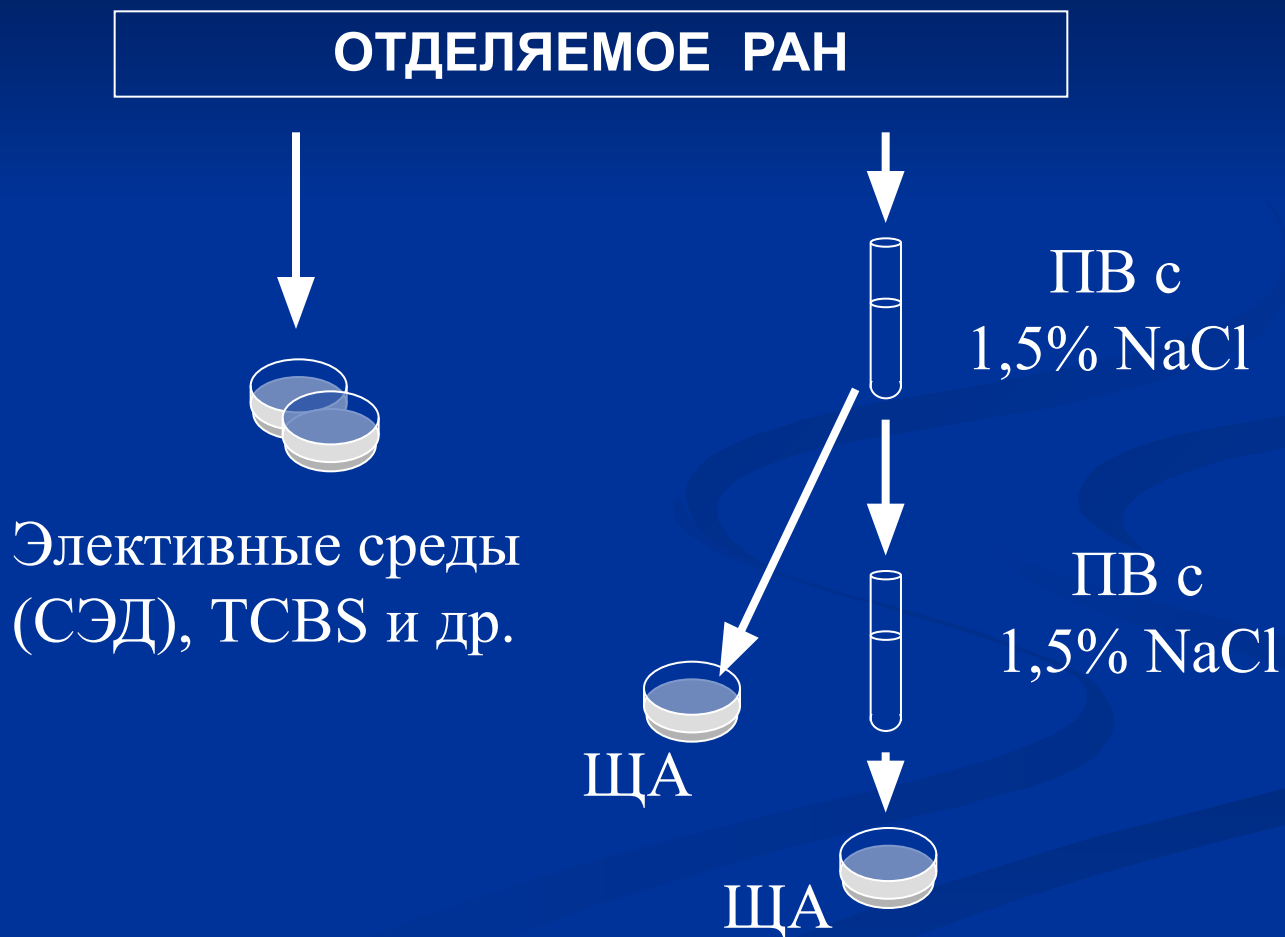 ОТДЕЛЯЕМОЕ РАН
ПВ с
1,5% NaCl
Элективные среды
(СЭД), TCBS и др.
ПВ с
1,5% NaCl
ЩА
ЩА